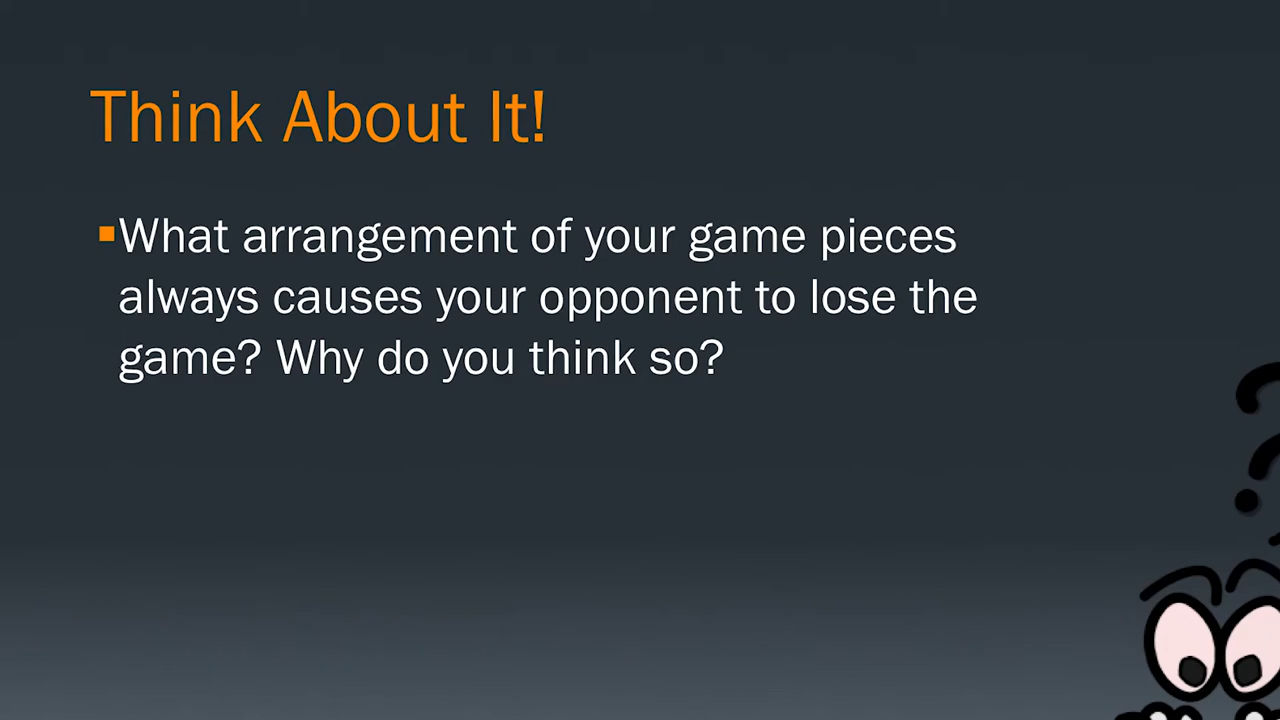 Think About It!
▪What arrangement of your game pieces
always causes your opponent to lose the
game? Why do you think so?
?
?